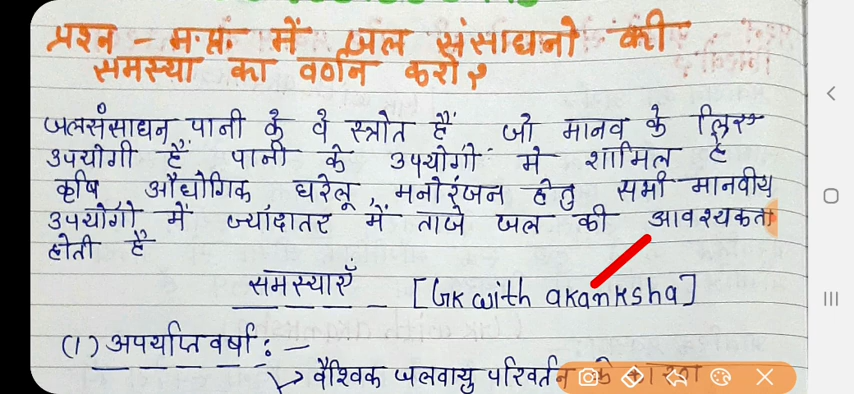 प्रश्न - म.प्र. में जल संसाधनो की
समस्या का वर्णन करो?
जलसंसाधन पानी के वे स्त्रोत हैं जो मानव के लिए
उपयोगी हैं पानी के उपयोगों मे शामिल है
कृषि औद्योगिक घरेलू, मनोरंजन हेतु सभी मानवीय
उपयोगो में ज्यादातर में ताजे जल की आवश्यकता
होती है
समस्याएँ [Gk with akanksha]
(1) अपर्याप्त वर्षा : -
वैश्विक जलवायु परिवर्तन के कारण